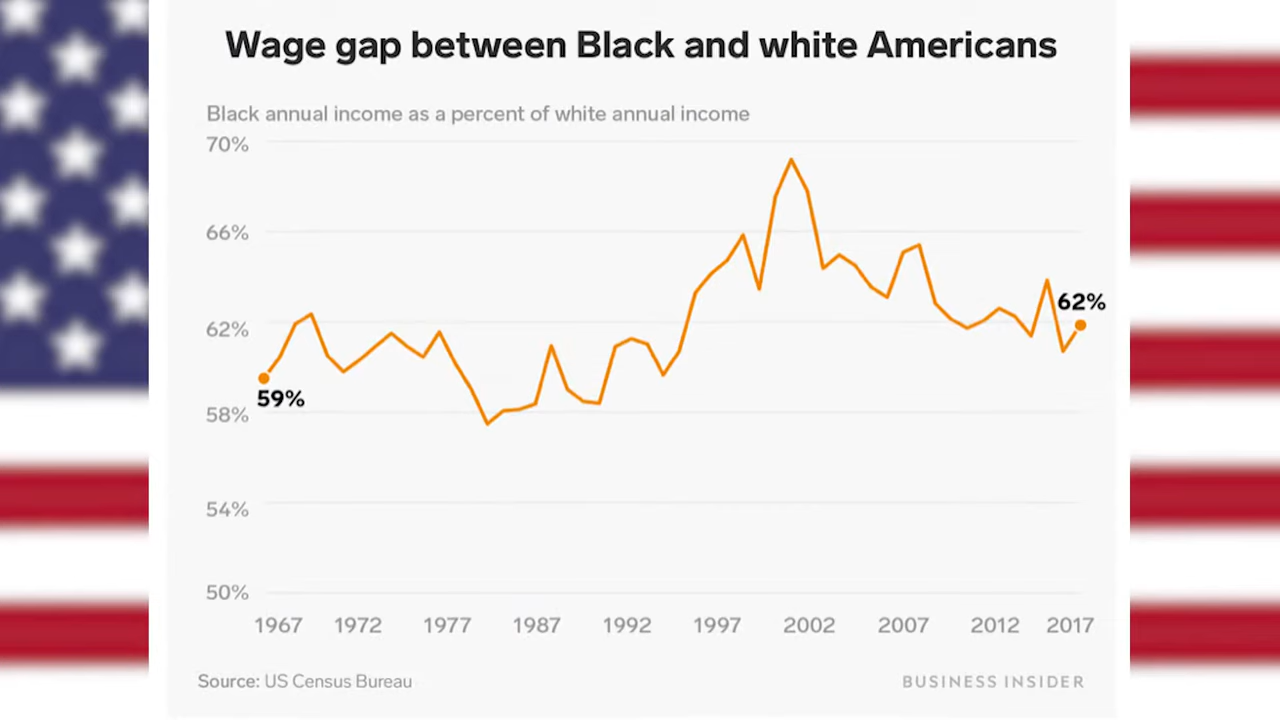 Wage gap between Black and white Americans
Black annual income as a percent of white annual income
70%
66%
62%
62%
59%
58%
54%
50%
1967 1972 1977 1987 1992 1997 2002 2007 2012 2017
Source: US Census Bureau
BUSINESS INSIDER